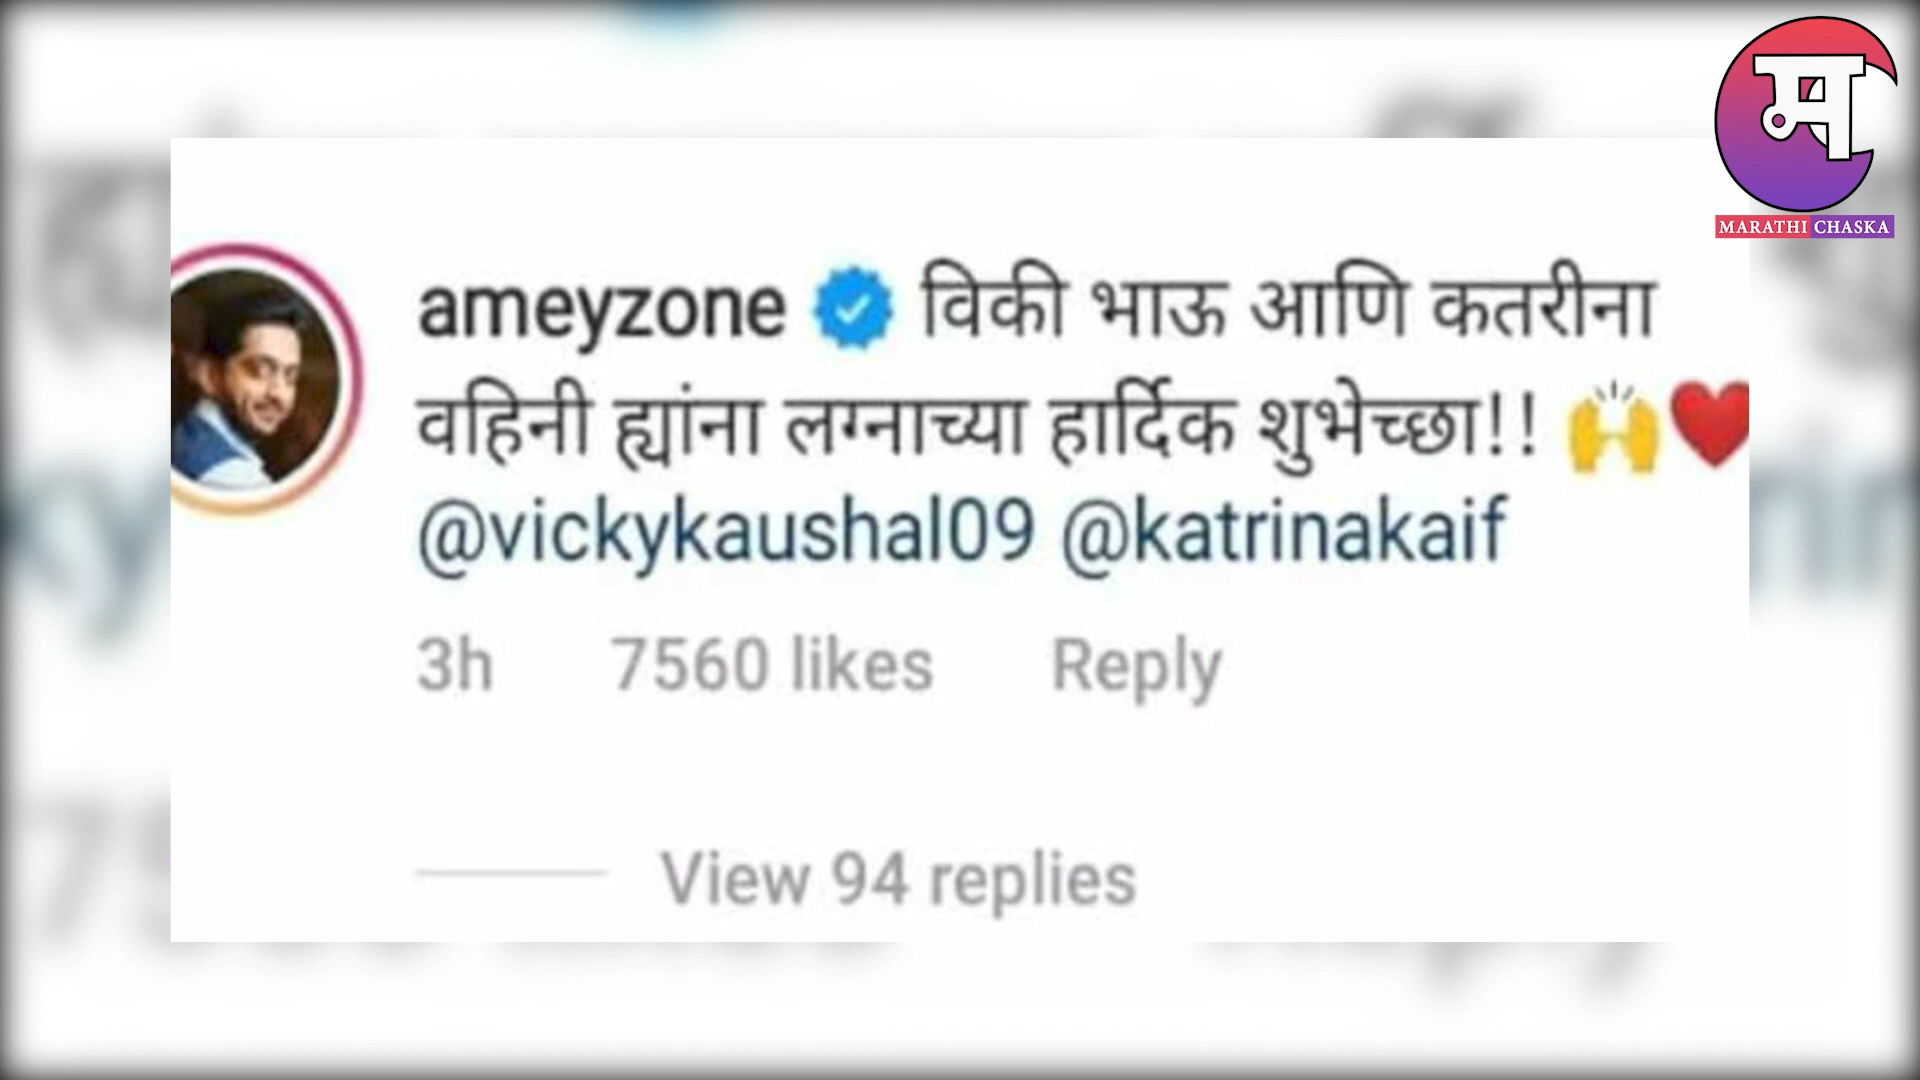 म
MARATHI CHASKA
ameyzone विकी भाऊ आणि कतरीना
वहिनी ह्यांना लग्नाच्या हार्दिक शुभेच्छा!! 🙌❤️
@vickykaushal09 @katrinakaif
3h 7560 likes Reply
View 94 replies